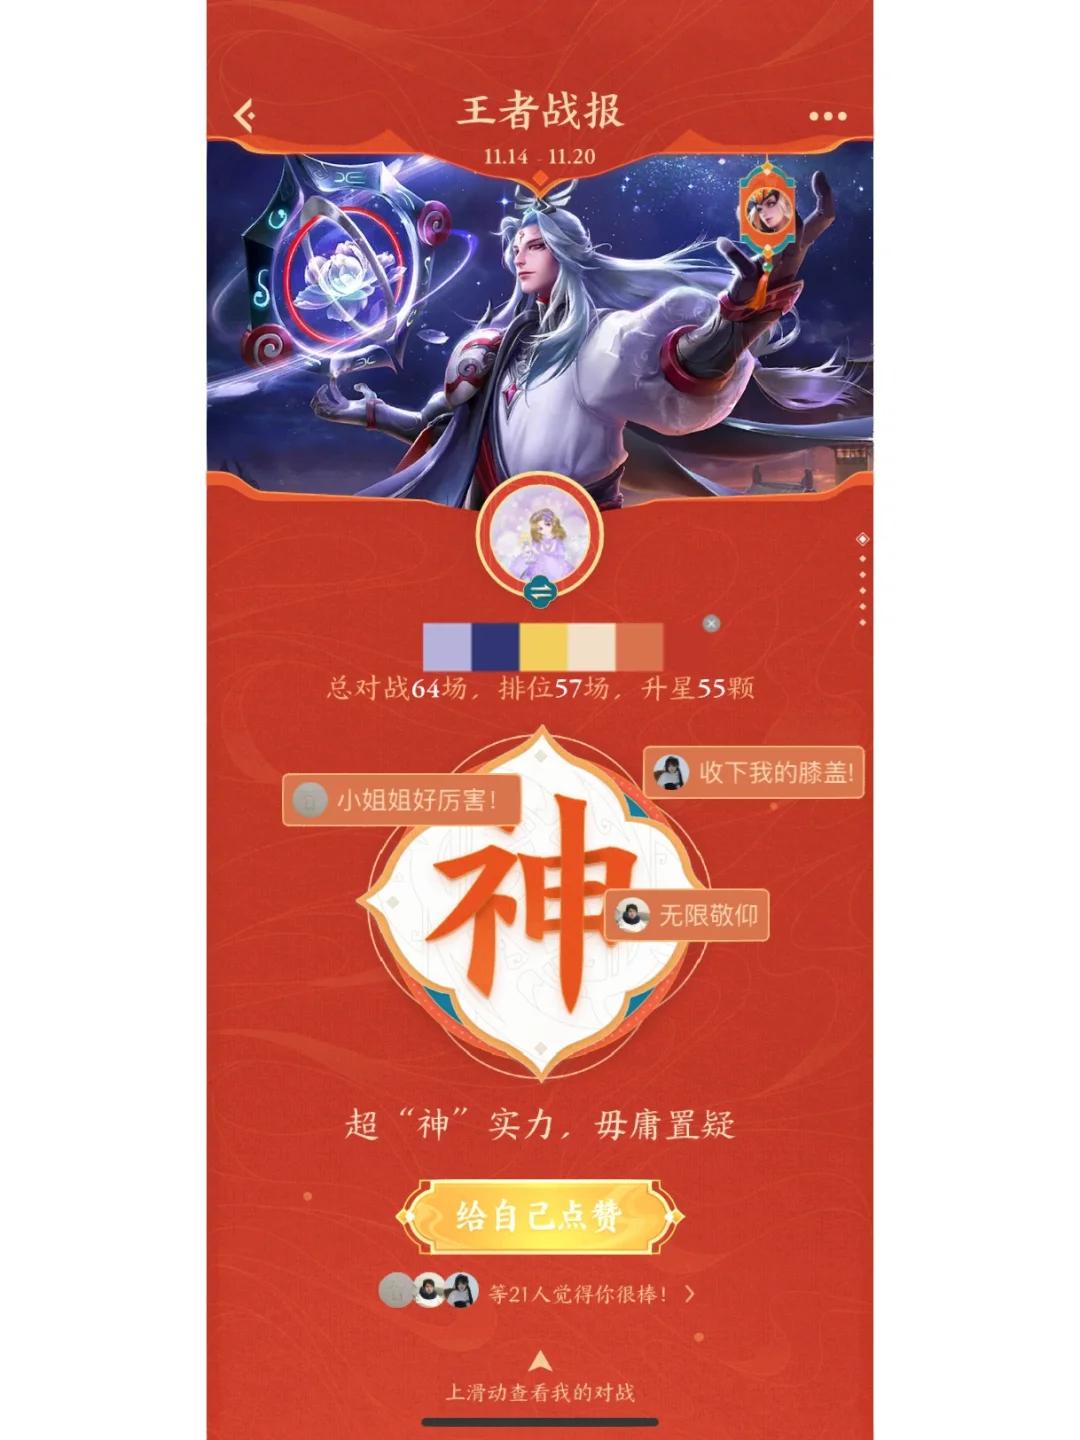 王者战报
11.14 - 11.20
总对战64场，排位57场，升星55颗
收下我的膝盖!
小姐姐好厉害!
神
无限敬仰
超“神”实力，毋庸置疑
给自己点赞
等21人觉得你很棒!
上滑动查看我的对战